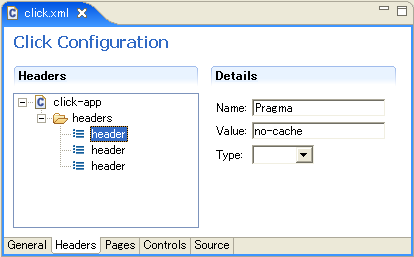 click.xml
Click Configuration
Headers
click-app
headers
header
header
header
Details
Name: Pragma
Value: no-cache
Type:
General Headers Pages Controls Source